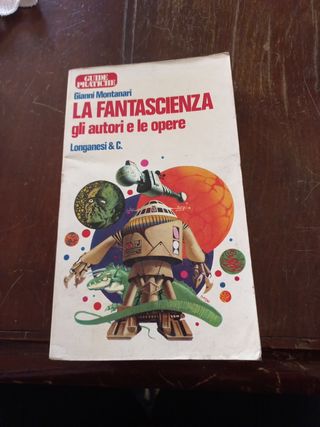 GUIDE
PRATICHE
Gianni Montanari
LA FANTASCIENZA
gli autori e le opere
Longanesi & C.